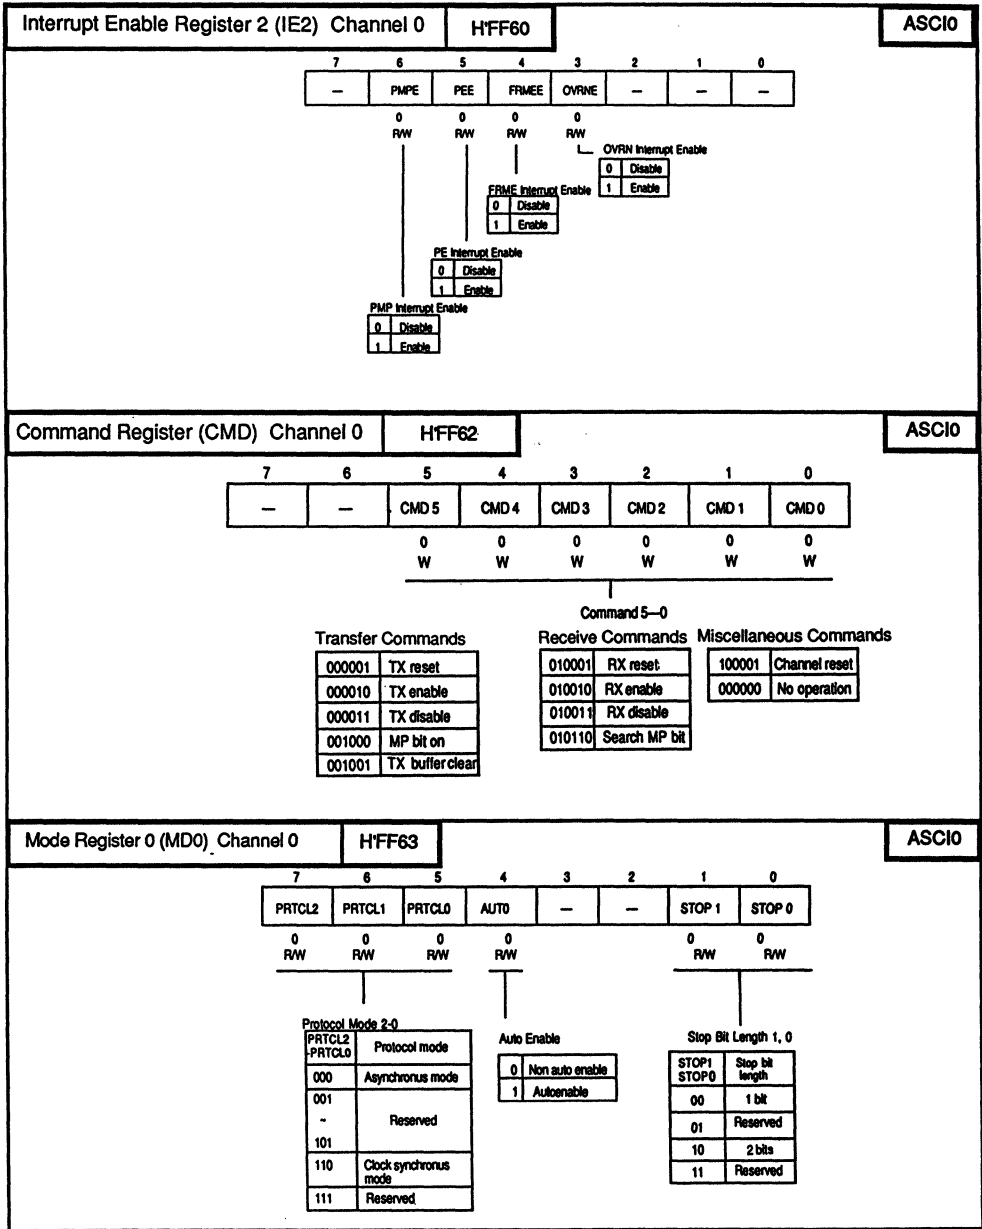 Interrupt Enable Register 2 (IE2) Channel 0 H'FF60 ASCI0
7 6 5 4 3 2 1 0
— PMPE PEE FRMEE OVRNE — — —
0 0 0 0
R/W R/W R/W R/W
OVRN Interrupt Enable
0 Disable
1 Enable
FRME Interrupt Enable
0 Disable
1 Enable
PE Interrupt Enable
0 Disable
1 Enable
PMP Interrupt Enable
0 Disable
1 Enable
Command Register (CMD) Channel 0 H'FF62 ASCI0
7 6 5 4 3 2 1 0
— — CMD 5 CMD 4 CMD 3 CMD 2 CMD 1 CMD 0
0 0 0 0 0 0
W W W W W W
Command 5—0
Transfer Commands
000001 TX reset
000010 TX enable
000011 TX disable
001000 MP bit on
001001 TX buffer clear
Receive Commands
010001 RX reset
010010 RX enable
010011 RX disable
010110 Search MP bit
Miscellaneous Commands
100001 Channel reset
000000 No operation
Mode Register 0 (MD0) Channel 0 H'FF63 ASCI0
7 6 5 4 3 2 1 0
PRTCL2 PRTCL1 PRTCL0 AUTO — — STOP 1 STOP 0
0 0 0 0 0 0
R/W R/W R/W R/W R/W R/W
Protocol Mode 2-0
PRTCL2
-PRTCL0 Protocol mode
000 Asynchronus mode
001
~ Reserved
101
110 Clock synchronus
mode
111 Reserved
Auto Enable
0 Non auto enable
1 Autoenable
Stop Bit Length 1, 0
STOP1 Stop bit
STOP0 length
00 1 bit
01 Reserved
10 2 bits
11 Reserved